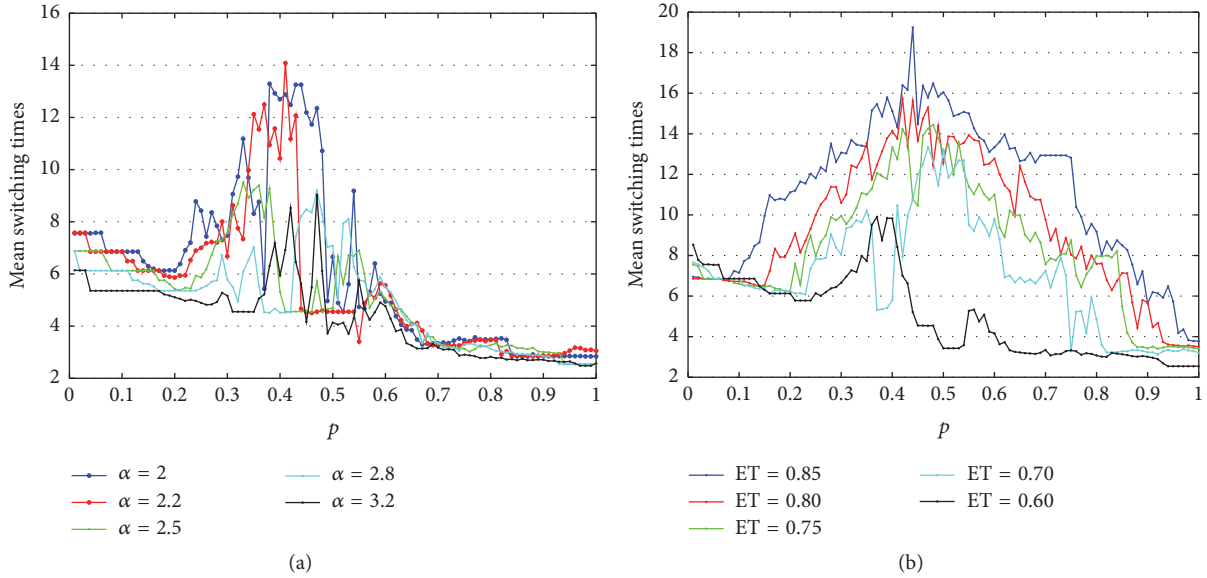 16
14
12
10
8
6
4
2
Mean switching times
0 0.1 0.2 0.3 0.4 0.5 0.6 0.7 0.8 0.9 1
p
α = 2
α = 2.2
α = 2.5
α = 2.8
α = 3.2
(a)
20
18
16
14
12
10
8
6
4
2
Mean switching times
0 0.1 0.2 0.3 0.4 0.5 0.6 0.7 0.8 0.9 1
p
ET = 0.85
ET = 0.80
ET = 0.75
ET = 0.70
ET = 0.60
(b)